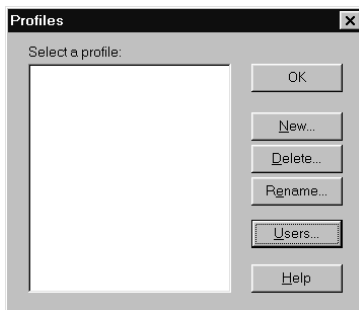 Profiles
Select a profile:
OK
New...
Delete...
Rename...
Users...
Help